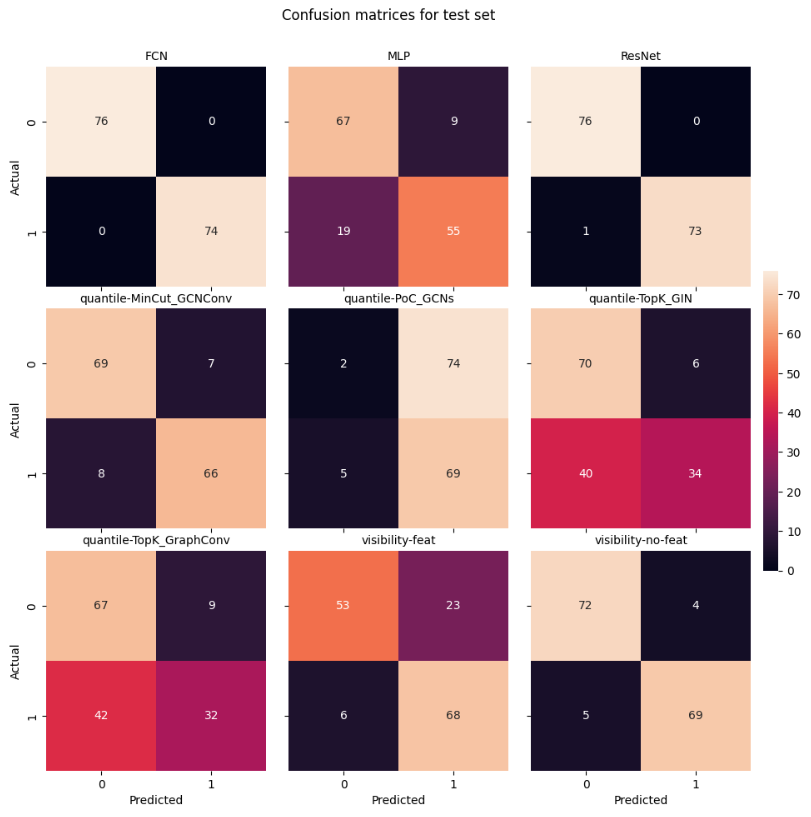 Confusion matrices for test set
FCN MLP ResNet
0 76 0 67 9 76 0
Actual
1 0 74 19 55 1 73
quantile-MinCut_GCNConv quantile-PoC_GCNs quantile-TopK_GIN
0 69 7 2 74 70 6
Actual
1 8 66 5 69 40 34
70
60
50
40
30
20
10
0
quantile-TopK_GraphConv visibility-feat visibility-no-feat
0 67 9 53 23 72 4
Actual
1 42 32 6 68 5 69
0 1 0 1 0 1
Predicted Predicted Predicted